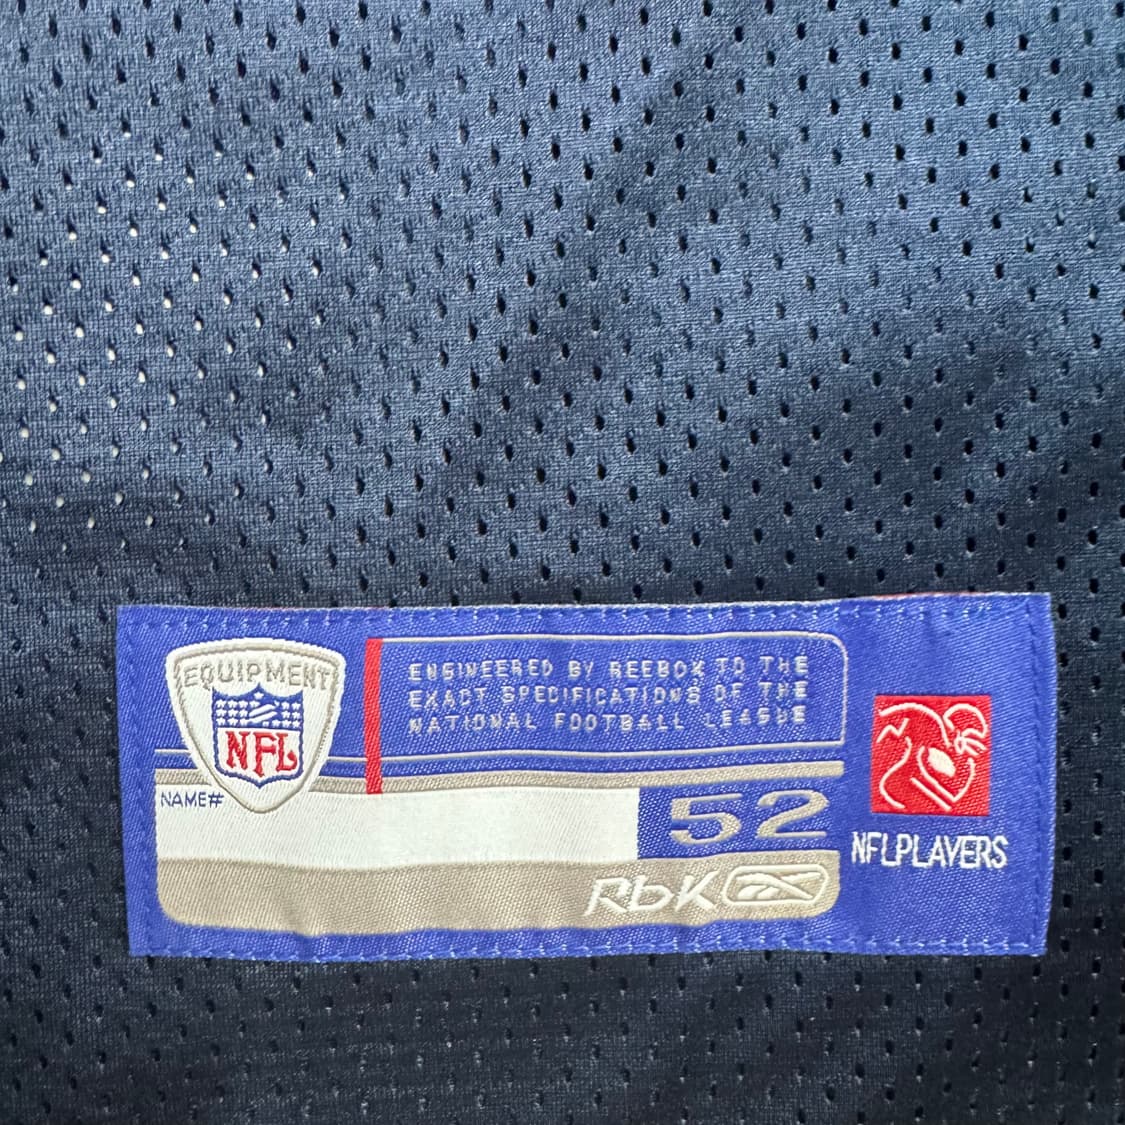 EQUIPMENT
NFL
ENGINEERED BY REEBOK TO THE
EXACT SPECIFICATIONS OF THE
NATIONAL FOOTBALL LEAGUE
NAME#
52
RbK
NFLPLAYERS